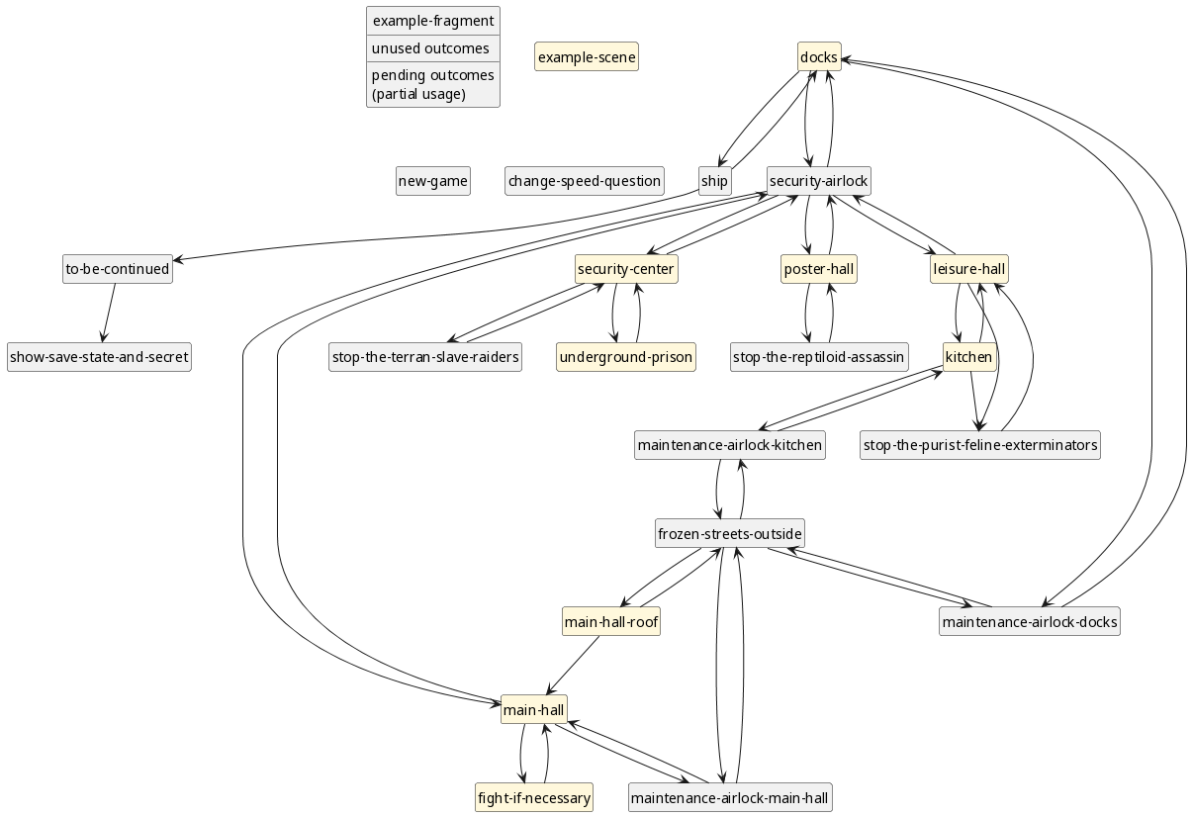 example-fragment
unused outcomes
pending outcomes
(partial usage)
example-scene
docks
new-game
change-speed-question
ship
security-airlock
to-be-continued
security-center
poster-hall
leisure-hall
show-save-state-and-secret
stop-the-terran-slave-raiders
underground-prison
stop-the-reptiloid-assassin
kitchen
maintenance-airlock-kitchen
stop-the-purist-feline-exterminators
frozen-streets-outside
main-hall-roof
maintenance-airlock-docks
main-hall
fight-if-necessary
maintenance-airlock-main-hall